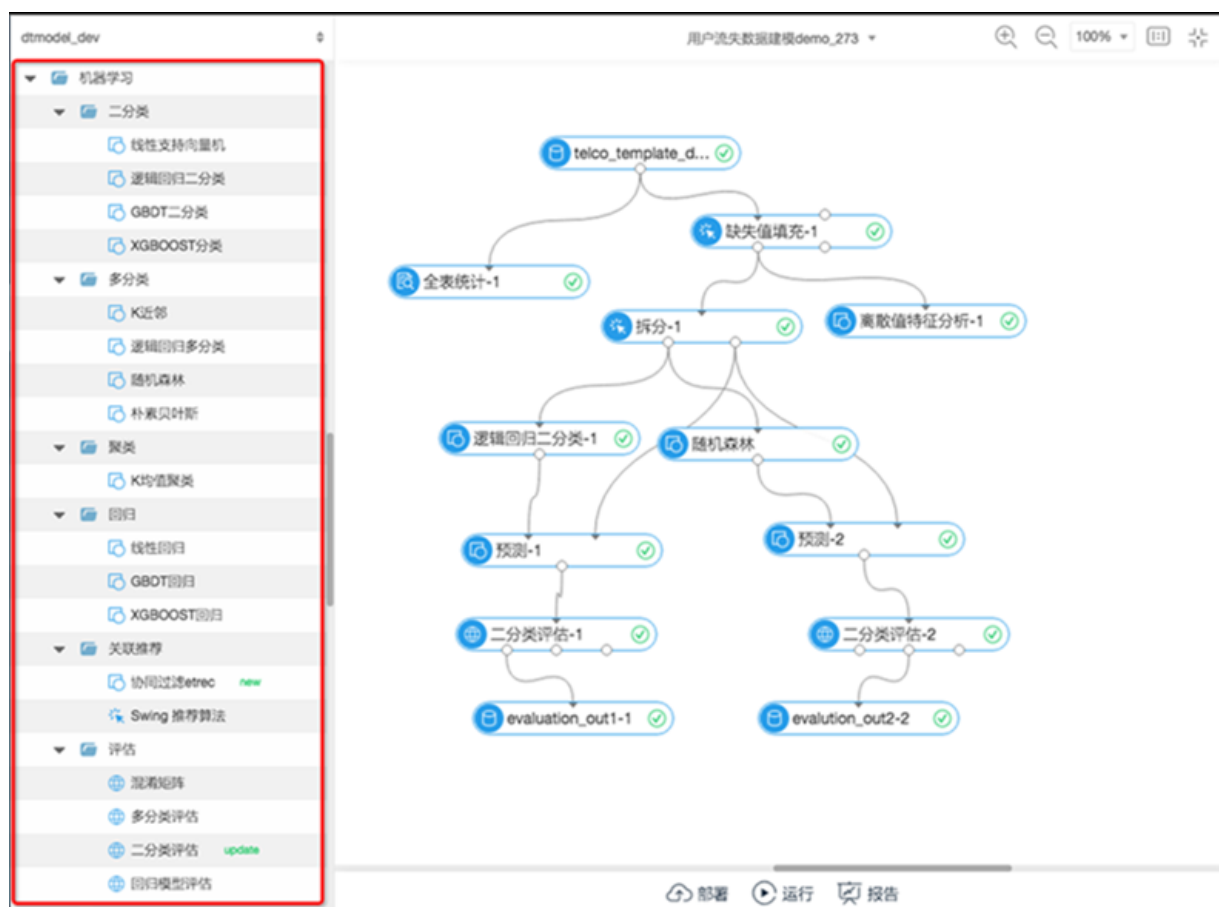 dtmodel_dev
用户流失数据建模demo_273
100%
机器学习
二分类
线性支持向量机
逻辑回归二分类
GBDT二分类
XGBOOST分类
多分类
K近邻
逻辑回归多分类
随机森林
朴素贝叶斯
聚类
K均值聚类
回归
线性回归
GBDT回归
XGBOOST回归
关联推荐
协同过滤etrec new
Swing 推荐算法
评估
混淆矩阵
多分类评估
二分类评估 update
回归模型评估
telco_template_d...
缺失值填充-1
全表统计-1
拆分-1
离散值特征分析-1
逻辑回归二分类-1
随机森林
预测-1
预测-2
二分类评估-1
二分类评估-2
evaluation_out1-1
evalution_out2-2
部署
运行
报告